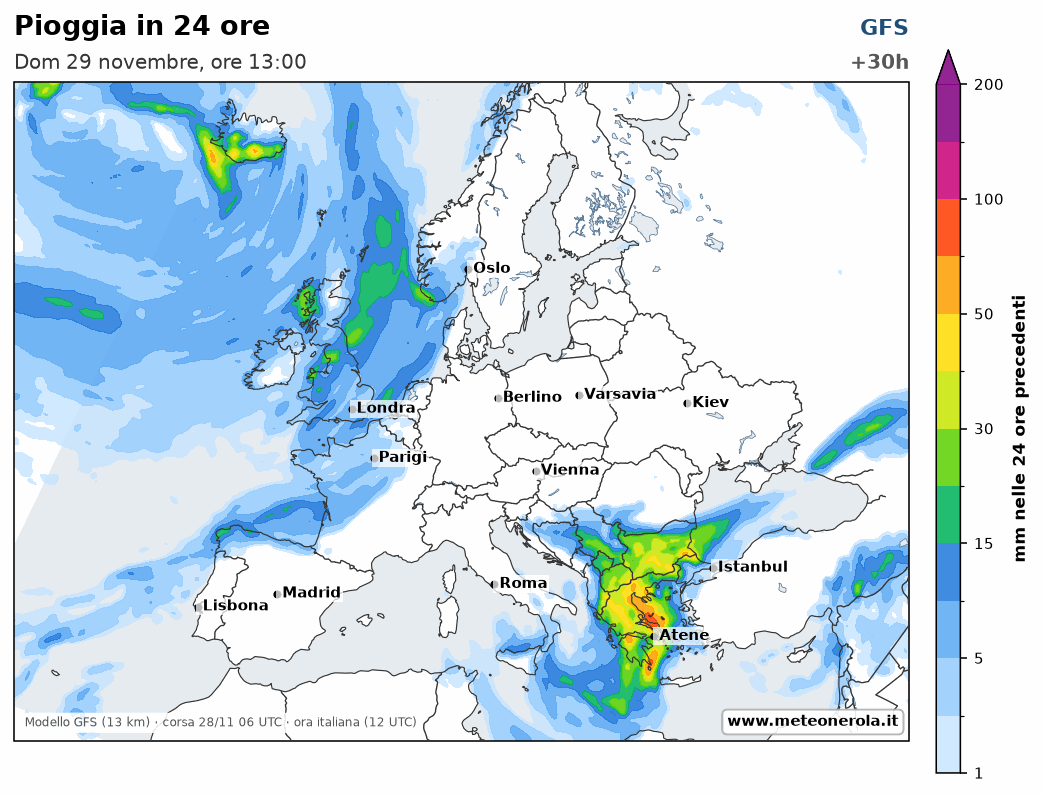 Pioggia in 24 ore
GFS
Dom 29 novembre, ore 13:00
+30h
200
100
50
30
15
5
1
mm nelle 24 ore precedenti
Oslo
Berlino
Varsavia
Kiev
Londra
Parigi
Vienna
Istanbul
Roma
Madrid
Lisbona
Atene
Modello GFS (13 km) · corsa 28/11 06 UTC · ora italiana (12 UTC)
www.meteonerola.it